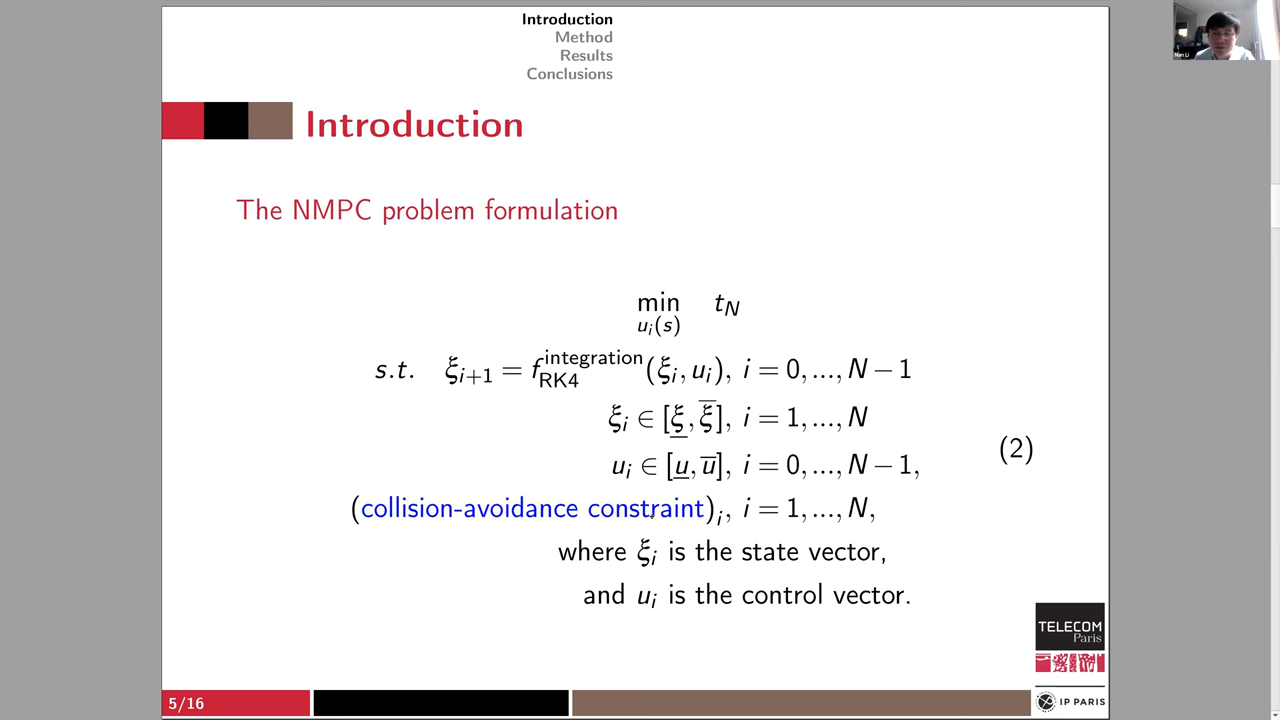 Introduction
Method
Results
Conclusions
Introduction
The NMPC problem formulation
min t_N
u_i(s)
s.t. ξ_{i+1} = f_{RK4}^{integration}(ξ_i, u_i), i = 0, ..., N − 1
ξ_i ∈ [ξ̲, ξ̅], i = 1, ..., N
u_i ∈ [u̲, u̅], i = 0, ..., N − 1,
(2)
(collision-avoidance constraint)_i, i = 1, ..., N,
where ξ_i is the state vector,
and u_i is the control vector.
TELECOM
Paris
IP PARIS
5/16
Nan Li